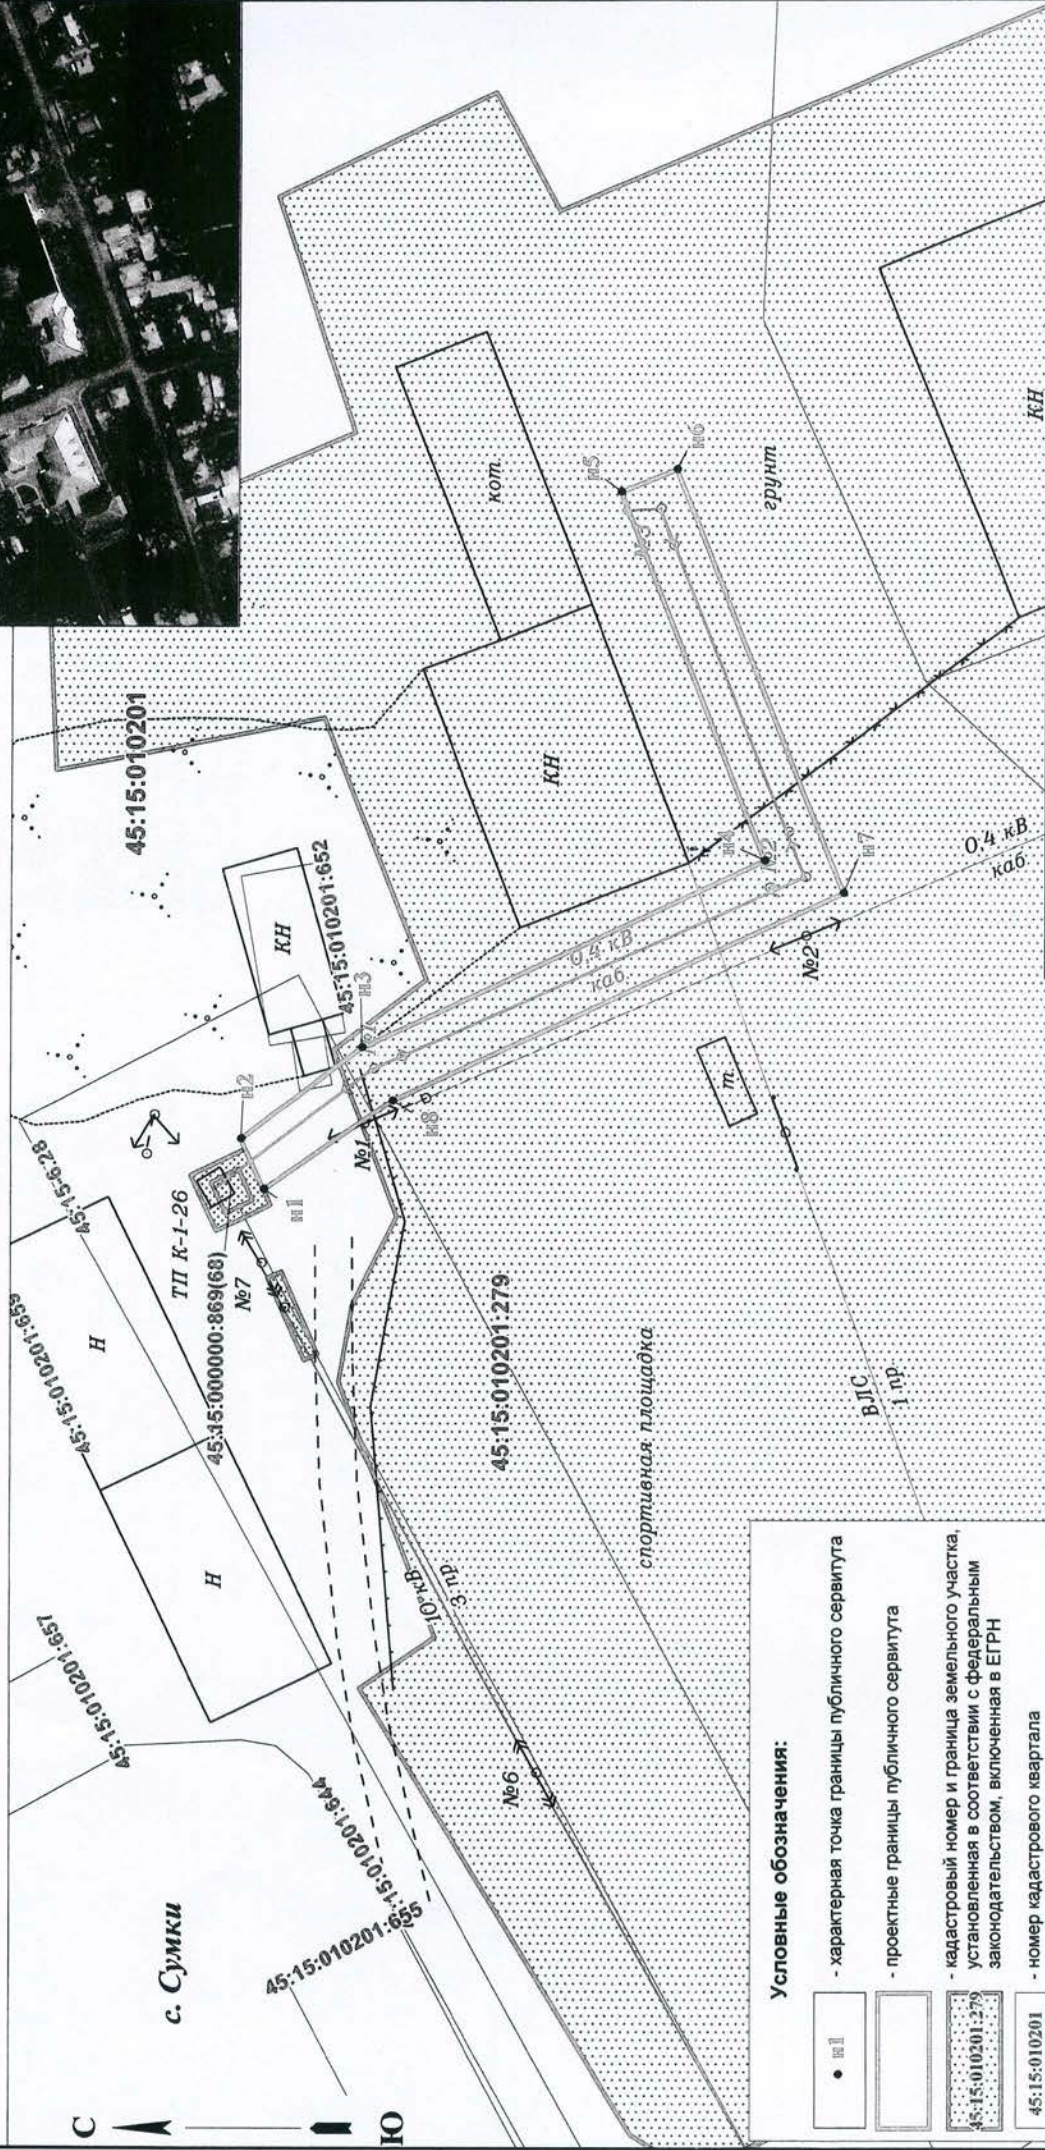 С
Ю
с. Сумки
45:15:010201:657
45:15:010201:644
45:15:010201:655
45:15:010201:659
45:15-6.28
Н
Н
ТП К-1-26
45:15:000000:869(68)
№7
№6
10 кВ
3 пр.
45:15:010201
КН
45:15:010201:652
н1
н2
н3
н8
№1
№1
45:15:010201:279
спортивная площадка
ВЛС
1 пр
т.
№2
0,4 кВ
каб
0,4 кВ
каб
КН
кот.
н4
№2
н7
н5
№3
н6
грунт
КН
Условные обозначения:
н1
- характерная точка границы публичного сервитута
- проектные границы публичного сервитута
45:15:010201:279
- кадастровый номер и граница земельного участка,
установленная в соответствии с федеральным
законодательством, включенная в ЕГРН
45:15:010201
- номер кадастрового квартала